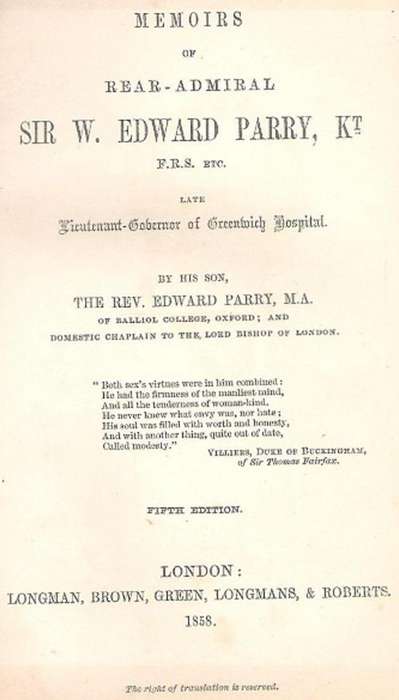 MEMOIRS
OF
REAR-ADMIRAL
SIR W. EDWARD PARRY, KT
F.R.S. ETC.
LATE
Lieutenant-Governor of Greenwich Hospital.
BY HIS SON,
THE REV. EDWARD PARRY, M.A.
OF BALLIOL COLLEGE, OXFORD; AND
DOMESTIC CHAPLAIN TO THE LORD BISHOP OF LONDON.
"Both sex's virtues were in him combined:
He had the firmness of the manliest mind,
And all the tenderness of woman-kind.
He never knew what envy was, nor hate;
His soul was filled with worth and honesty,
And with another thing, quite out of date,
Called modesty."
VILLIERS, DUKE OF BUCKINGHAM,
of Sir Thomas Fairfax.
FIFTH EDITION.
LONDON:
LONGMAN, BROWN, GREEN, LONGMANS, & ROBERTS.
1858.
The right of translation is reserved.